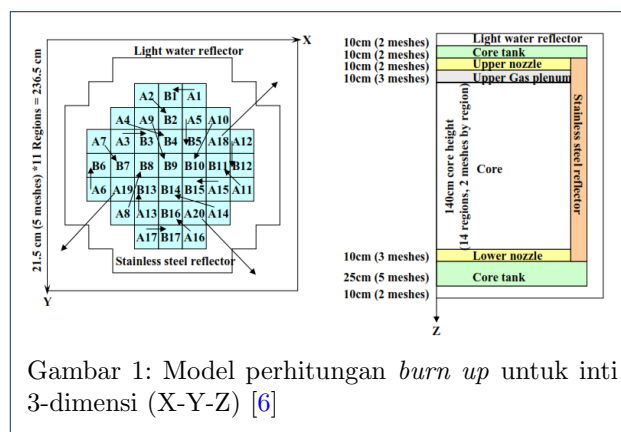 X
Light water reflector
A2 B1 A1
A4 A9 B2 A5 A10
A7 A3 B3 B4 B5 A18 A12
B6 B7 B8 B9 B10 B11 B12
A6 A19 B13 B14 B15 A15 A11
A8 A13 B16 A20 A14
A17 B17 A16
Stainless steel reflector
Y
21.5 cm (5 meshes) *11 Regions = 236.5 cm
Light water reflector
10cm (2 meshes)
10cm (2 meshes) Core tank
10cm (2 meshes) Upper nozzle
10cm (3 meshes) Upper Gas plenum
140cm core height
(14 regions, 2 meshes by region)
Core
Stainless steel reflector
10cm (3 meshes) Lower nozzle
25cm (5 meshes) Core tank
10cm (2 meshes)
Z
Gambar 1: Model perhitungan burn up untuk inti
3-dimensi (X-Y-Z) [6]